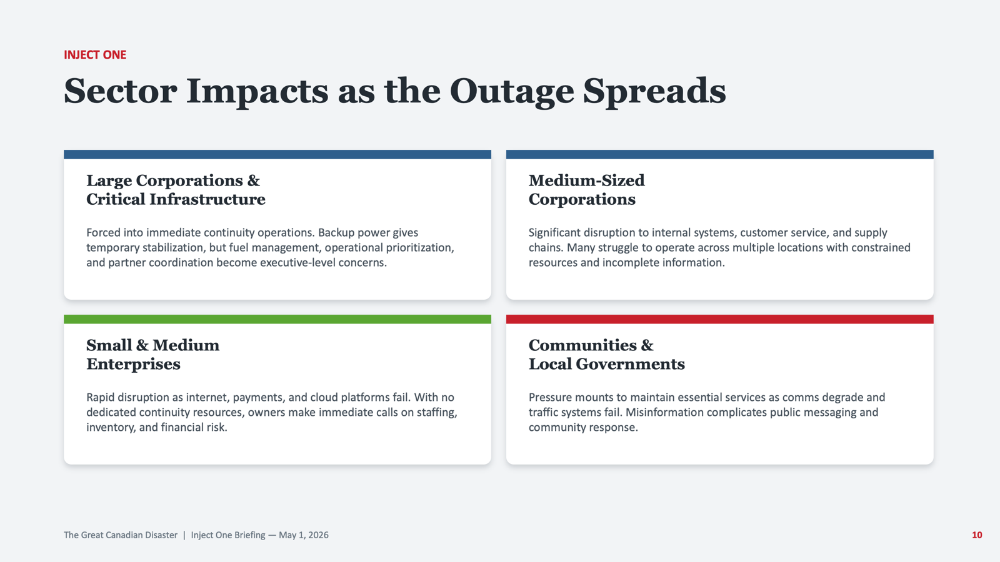 INJECT ONE
Sector Impacts as the Outage Spreads
Large Corporations &
Critical Infrastructure
Forced into immediate continuity operations. Backup power gives
temporary stabilization, but fuel management, operational prioritization,
and partner coordination become executive-level concerns.
Medium-Sized
Corporations
Significant disruption to internal systems, customer service, and supply
chains. Many struggle to operate across multiple locations with constrained
resources and incomplete information.
Small & Medium
Enterprises
Rapid disruption as internet, payments, and cloud platforms fail. With no
dedicated continuity resources, owners make immediate calls on staffing,
inventory, and financial risk.
Communities &
Local Governments
Pressure mounts to maintain essential services as comms degrade and
traffic systems fail. Misinformation complicates public messaging and
community response.
The Great Canadian Disaster | Inject One Briefing — May 1, 2026
10